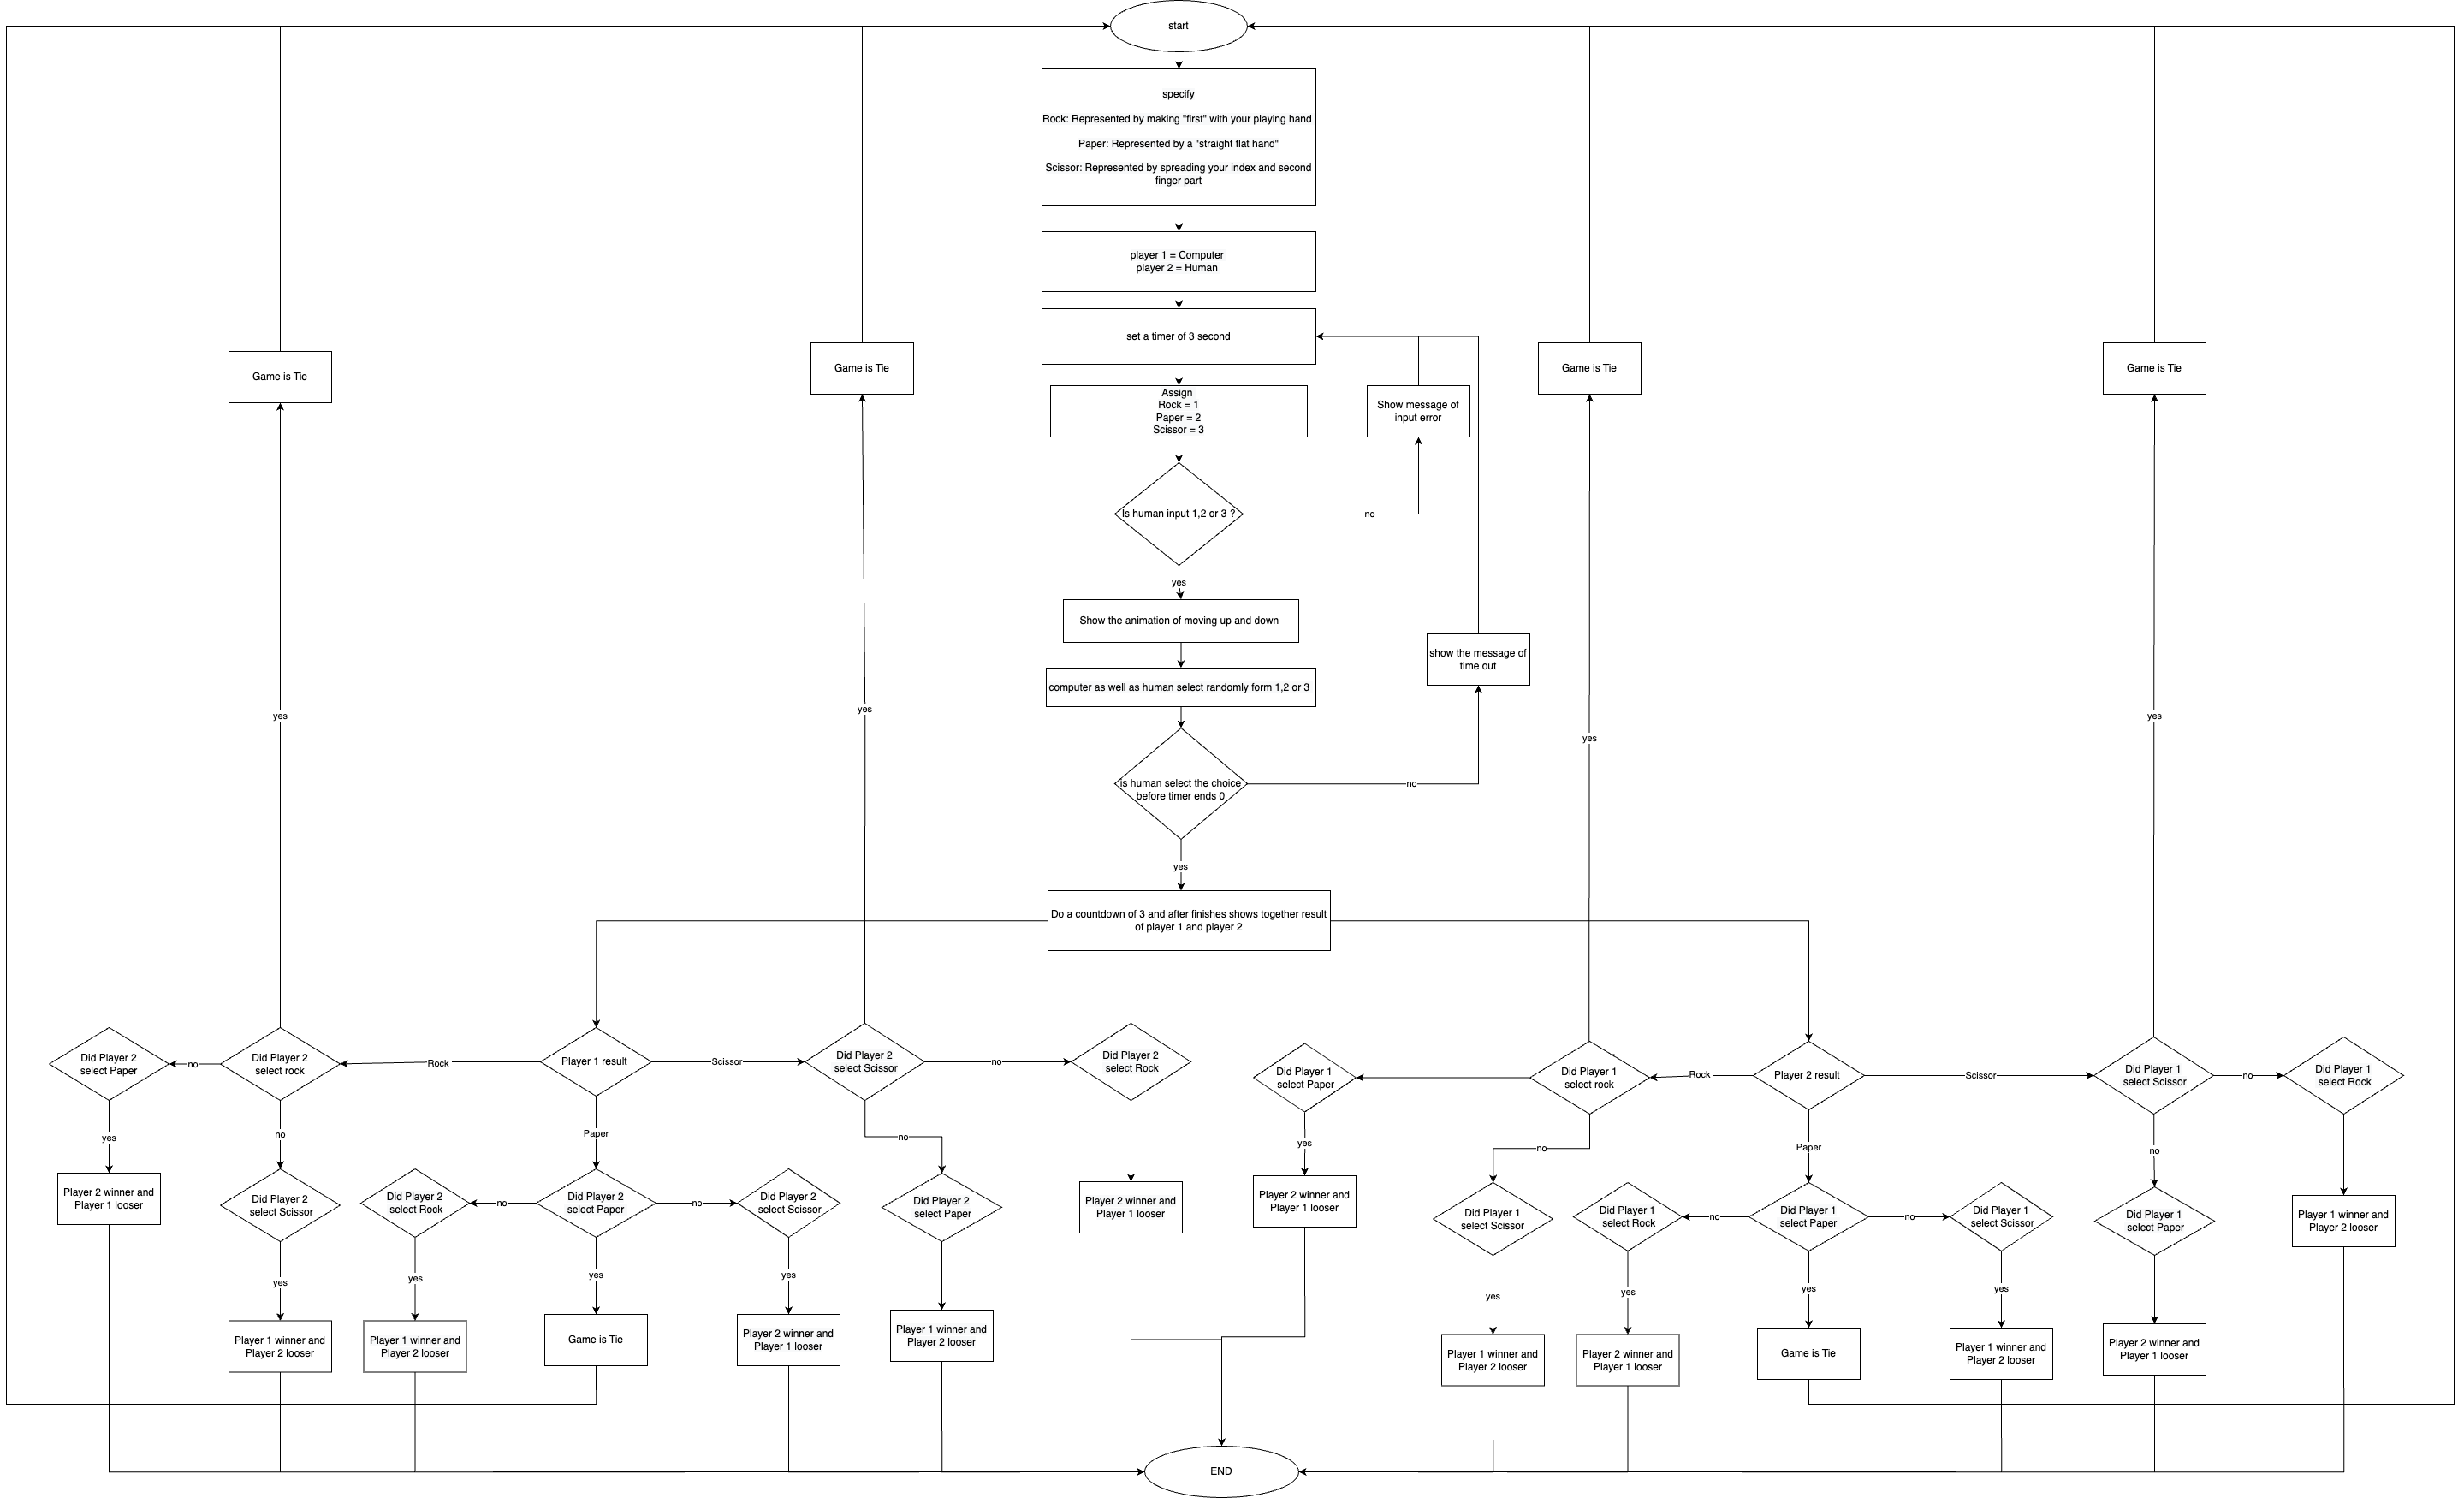 start
specify
Rock: Represented by making "first" with your playing hand
Paper: Represented by a "straight flat hand"
Scissor: Represented by spreading your index and second
finger part
player 1 = Computer
player 2 = Human
set a timer of 3 second
Game is Tie
Game is Tie
Game is Tie
Game is Tie
Assign
Rock = 1
Paper = 2
Scissor = 3
Show message of
input error
Is human input 1,2 or 3 ?
no
yes
Show the animation of moving up and down
show the message of
time out
computer as well as human select randomly form 1,2 or 3
yes
yes
yes
yes
is human select the choice
before timer ends 0
no
yes
Do a countdown of 3 and after finishes shows together result
of player 1 and player 2
Did Player 2
select Paper
no
Did Player 2
select rock
Rock
Player 1 result
Scissor
Did Player 2
select Scissor
no
Did Player 2
select Rock
Did Player 1
select Paper
Did Player 1
select rock
Rock
Player 2 result
Scissor
Did Player 1
select Scissor
no
Did Player 1
select Rock
yes
no
Paper
no
yes
no
Paper
no
Player 2 winner and
Player 1 looser
Did Player 2
select Scissor
Did Player 2
select Rock
no
Did Player 2
select Paper
no
Did Player 2
select Scissor
Did Player 2
select Paper
Player 2 winner and
Player 1 looser
Player 2 winner and
Player 1 looser
Did Player 1
select Scissor
Did Player 1
select Rock
no
Did Player 1
select Paper
no
Did Player 1
select Scissor
Did Player 1
select Paper
Player 1 winner and
Player 2 looser
yes
yes
yes
yes
yes
yes
yes
yes
Player 1 winner and
Player 2 looser
Player 1 winner and
Player 2 looser
Game is Tie
Player 2 winner and
Player 1 looser
Player 1 winner and
Player 2 looser
Player 1 winner and
Player 2 looser
Player 2 winner and
Player 1 looser
Game is Tie
Player 1 winner and
Player 2 looser
Player 2 winner and
Player 1 looser
END